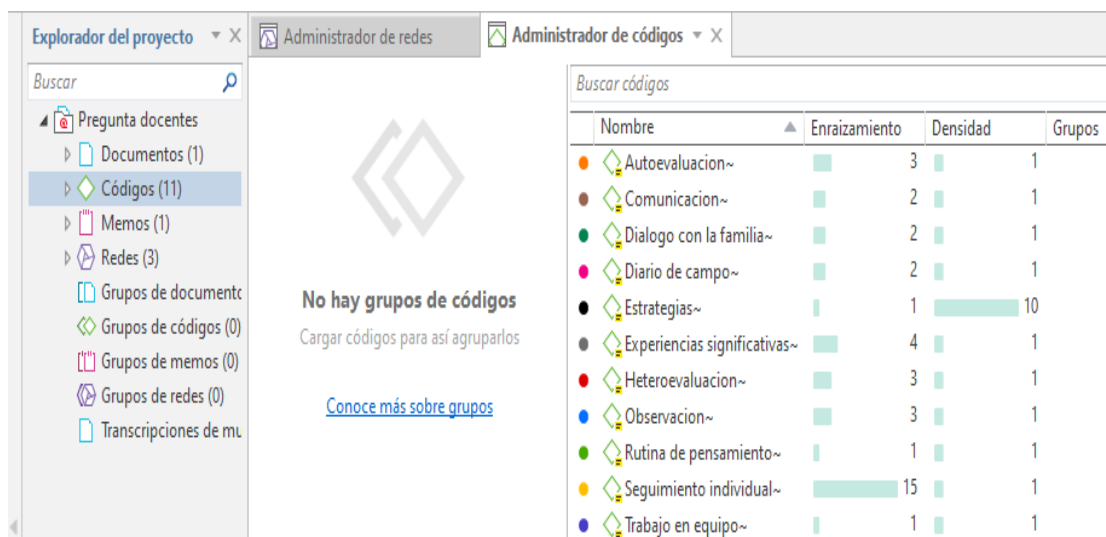 Explorador del proyecto
Administrador de redes
Administrador de códigos
Buscar
Pregunta docentes
Documentos (1)
Códigos (11)
Memos (1)
Redes (3)
Grupos de documento
Grupos de códigos (0)
Grupos de memos (0)
Grupos de redes (0)
Transcripciones de mu
No hay grupos de códigos
Cargar códigos para así agruparlos
Conoce más sobre grupos
Buscar códigos
Nombre Enraizamiento Densidad Grupos
Autoevaluacion~ 3 1
Comunicacion~ 2 1
Dialogo con la familia~ 2 1
Diario de campo~ 2 1
Estrategias~ 1 10
Experiencias significativas~ 4 1
Heteroevaluacion~ 3 1
Observacion~ 3 1
Rutina de pensamiento~ 1 1
Seguimiento individual~ 15 1
Trabajo en equipo~ 1 1